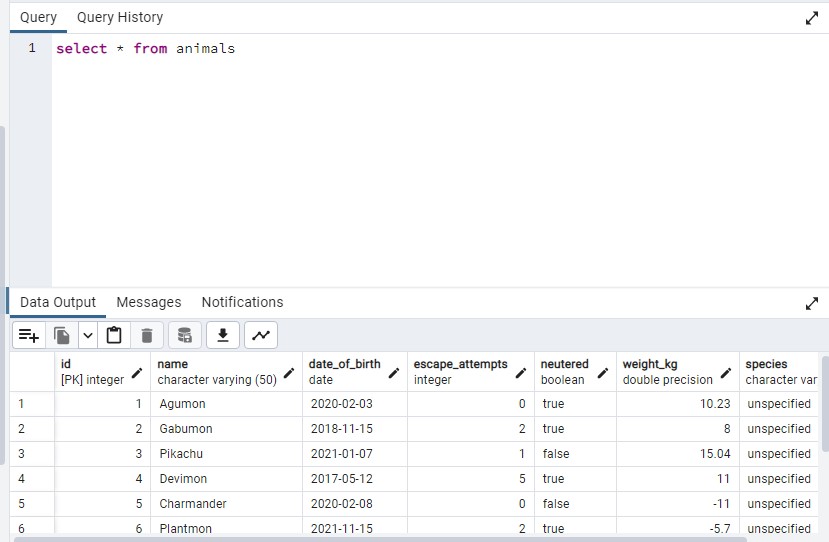 Query Query History
1 select * from animals
Data Output Messages Notifications
id name date_of_birth escape_attempts neutered weight_kg species
[PK] integer character varying (50) date integer boolean double precision character var
1 1 Agumon 2020-02-03 0 true 10.23 unspecified
2 2 Gabumon 2018-11-15 2 true 8 unspecified
3 3 Pikachu 2021-01-07 1 false 15.04 unspecified
4 4 Devimon 2017-05-12 5 true 11 unspecified
5 5 Charmander 2020-02-08 0 false -11 unspecified
6 6 Plantmon 2021-11-15 2 true -5.7 unspecified